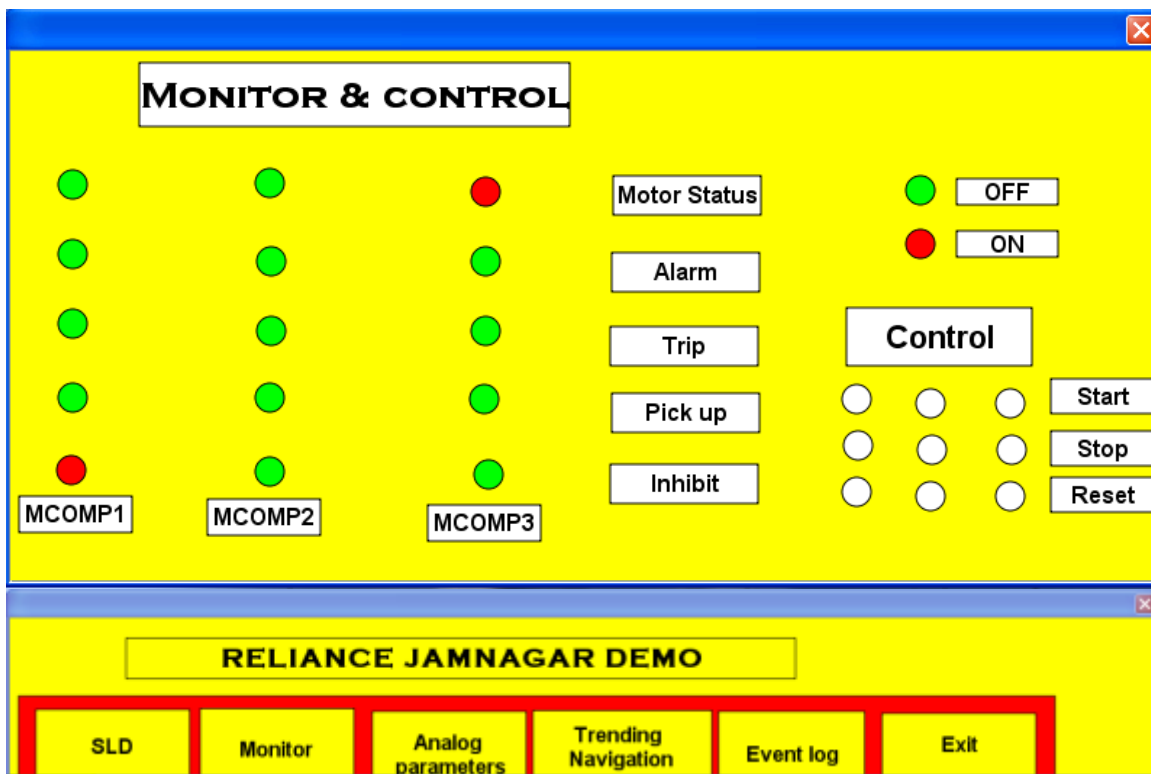 MONITOR & CONTROL
Motor Status
OFF
ON
Alarm
Trip
Control
Pick up
Start
Stop
Inhibit
Reset
MCOMP1
MCOMP2
MCOMP3
RELIANCE JAMNAGAR DEMO
SLD
Monitor
Analog
parameters
Trending
Navigation
Event log
Exit